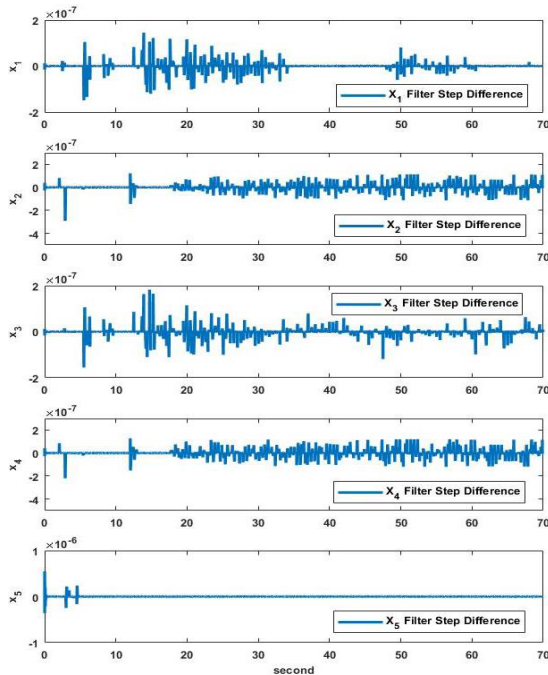 ×10⁻⁷
2
0
-2
x₁
X₁ Filter Step Difference
0 10 20 30 40 50 60 70
×10⁻⁷
2
0
-2
-4
x₂
X₂ Filter Step Difference
0 10 20 30 40 50 60 70
×10⁻⁷
2
0
-2
x₃
X₃ Filter Step Difference
0 10 20 30 40 50 60 70
×10⁻⁷
2
0
-2
-4
x₄
X₄ Filter Step Difference
0 10 20 30 40 50 60 70
×10⁻⁶
1
0
-1
x₅
X₅ Filter Step Difference
0 10 20 30 40 50 60 70
second